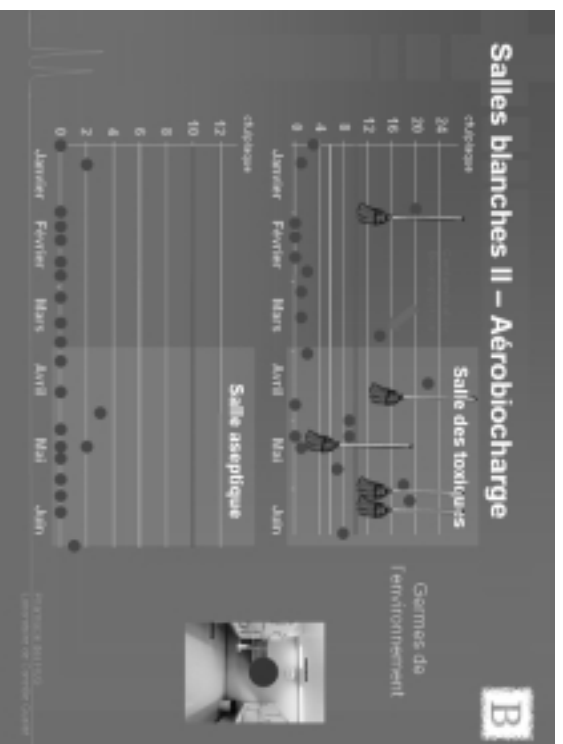 Salles blanches II – Aérobiocharge
B
Salle des toxiques
cfu/plaque
24
20
16
12
8
4
0
Janvier Février Mars Avril Mai Juin
Germes de
l'environnement
Salle aseptique
cfu/plaque
12
10
8
6
4
2
0
Janvier Février Mars Avril Mai Juin